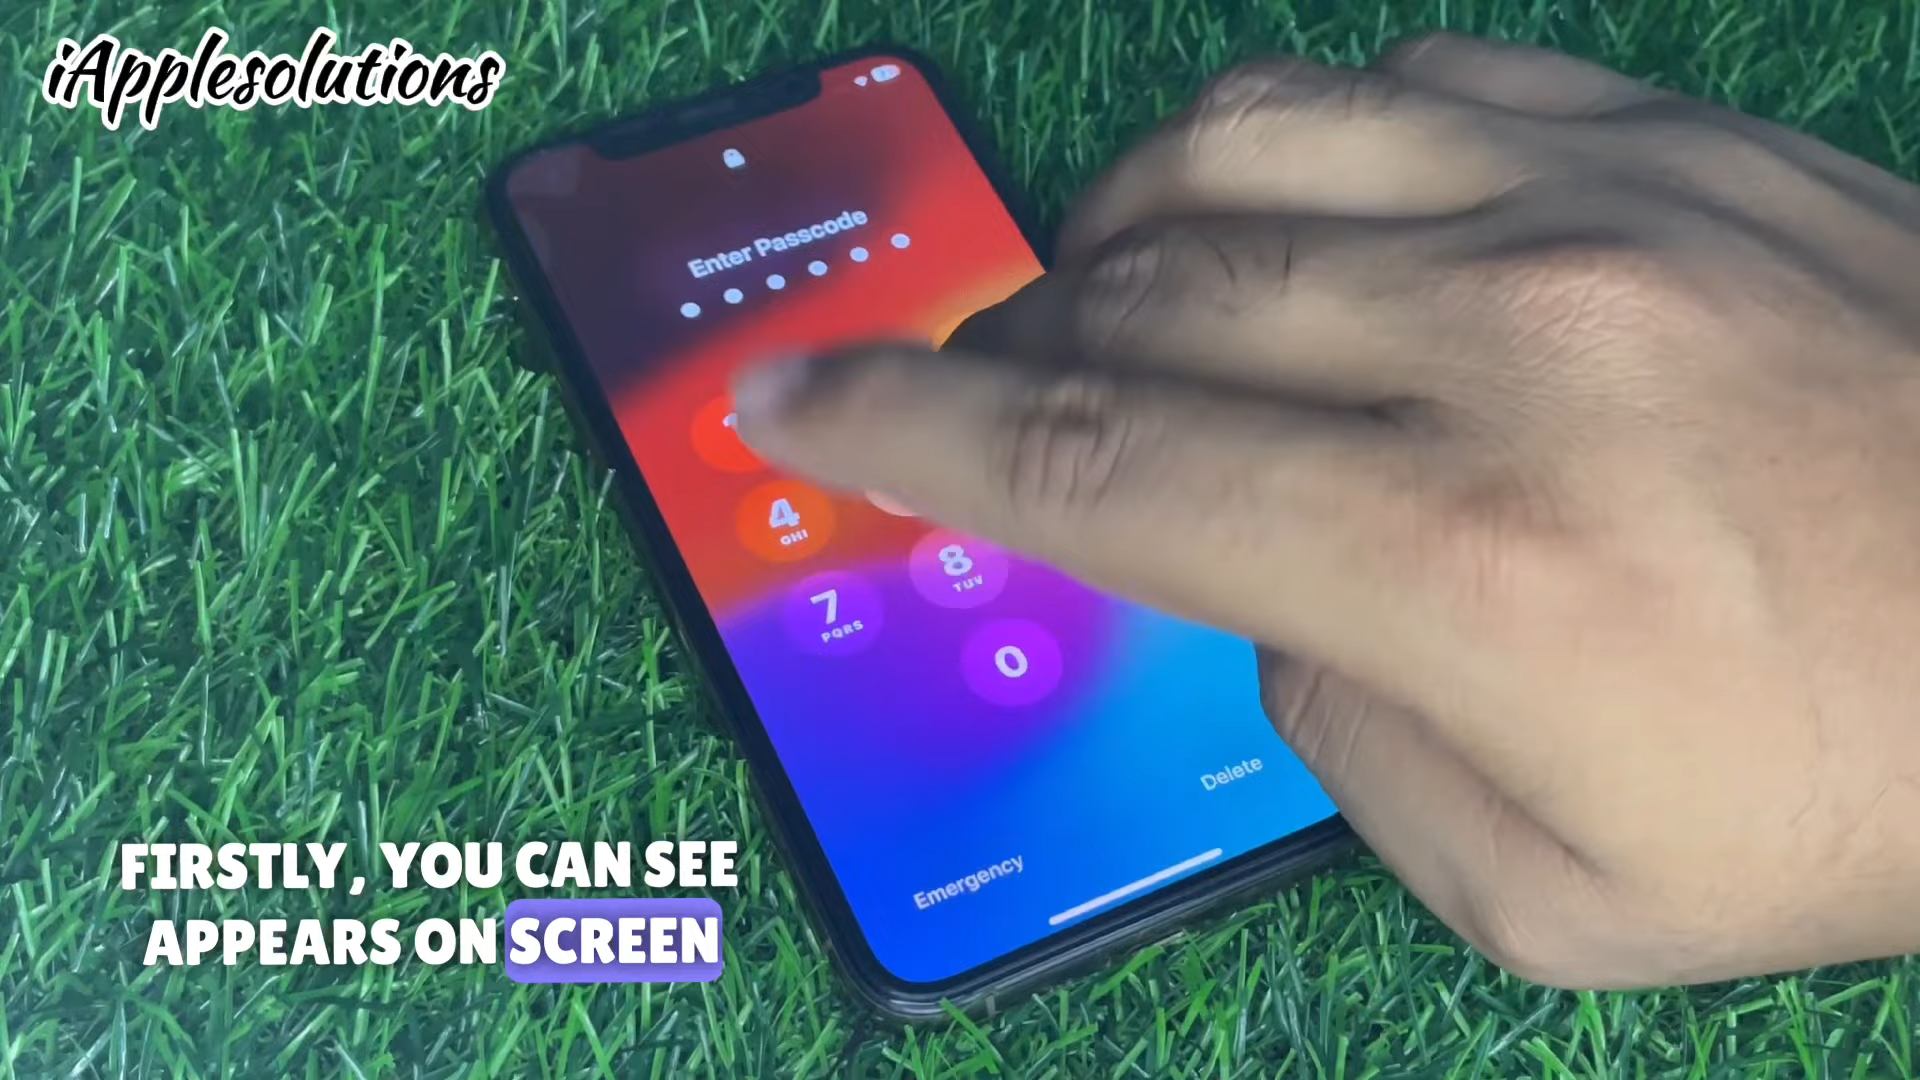 iApplesolutions
Enter Passcode
4
GHI
8
TUV
7
PQRS
0
Delete
Emergency
FIRSTLY, YOU CAN SEE
APPEARS ON SCREEN